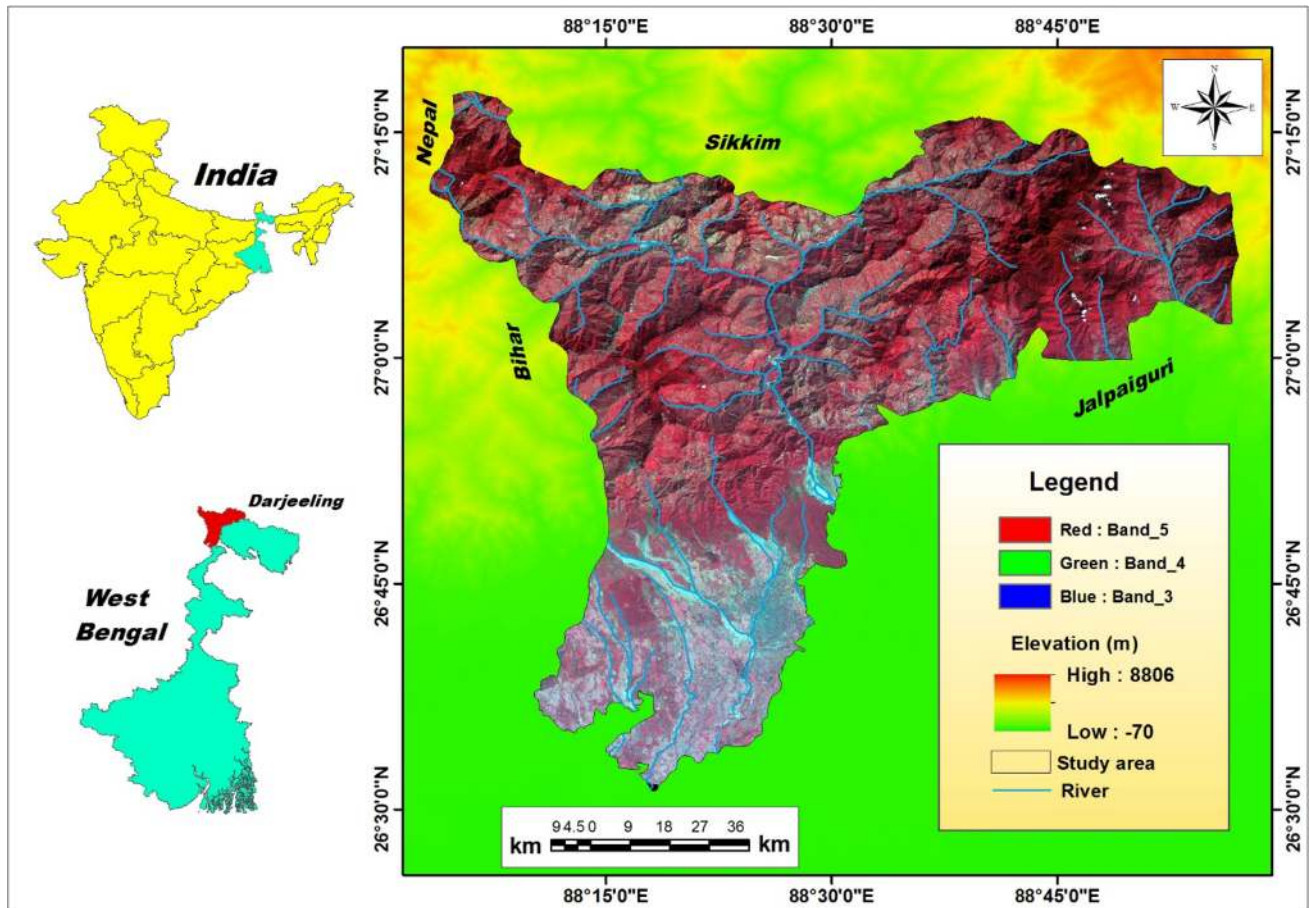 India
Darjeeling
West
Bengal
88°15'0"E 88°30'0"E 88°45'0"E
27°15'0"N
27°0'0"N
26°45'0"N
26°30'0"N
Nepal
Sikkim
Bihar
Jalpaiguri
N
W E
S
27°15'0"N
27°0'0"N
26°45'0"N
26°30'0"N
Legend
Red : Band_5
Green : Band_4
Blue : Band_3
Elevation (m)
High : 8806
Low : -70
Study area
River
9 4.5 0 9 18 27 36
km km
88°15'0"E 88°30'0"E 88°45'0"E